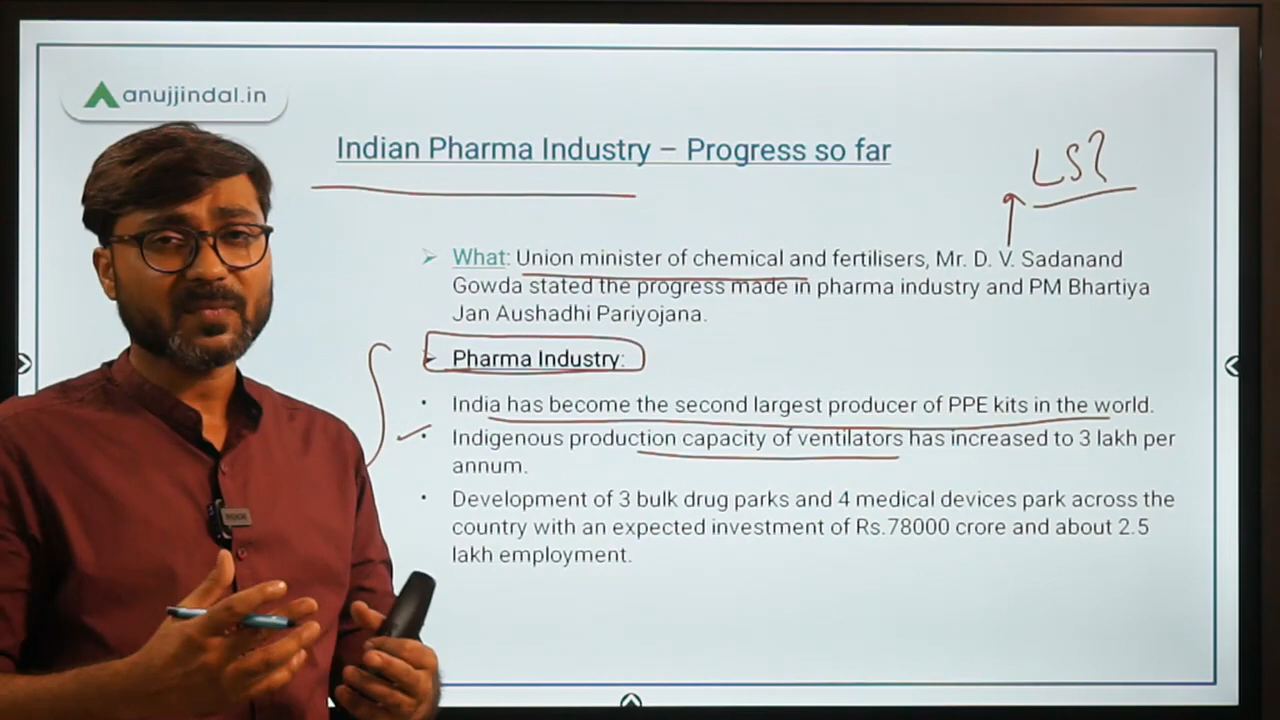 anujjindal.in
Indian Pharma Industry – Progress so far
LS?
What: Union minister of chemical and fertilisers, Mr. D. V. Sadanand
Gowda stated the progress made in pharma industry and PM Bhartiya
Jan Aushadhi Pariyojana.
Pharma Industry:
India has become the second largest producer of PPE kits in the world.
Indigenous production capacity of ventilators has increased to 3 lakh per
annum.
Development of 3 bulk drug parks and 4 medical devices park across the
country with an expected investment of Rs.78000 crore and about 2.5
lakh employment.